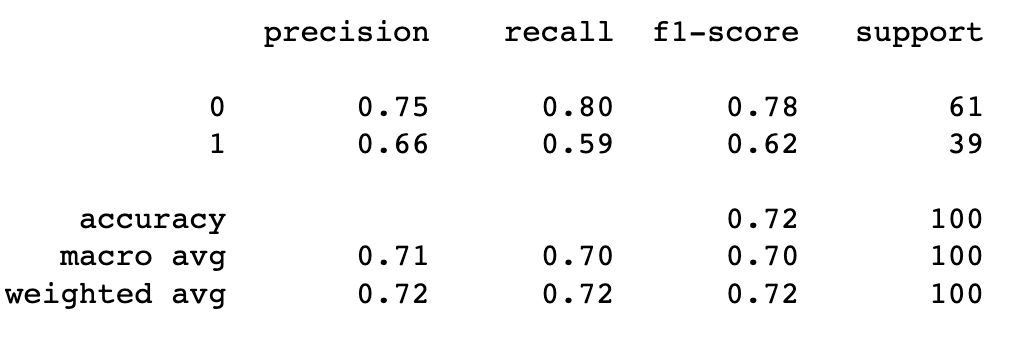 precision recall f1-score support
0 0.75 0.80 0.78 61
1 0.66 0.59 0.62 39
accuracy 0.72 100
macro avg 0.71 0.70 0.70 100
weighted avg 0.72 0.72 0.72 100